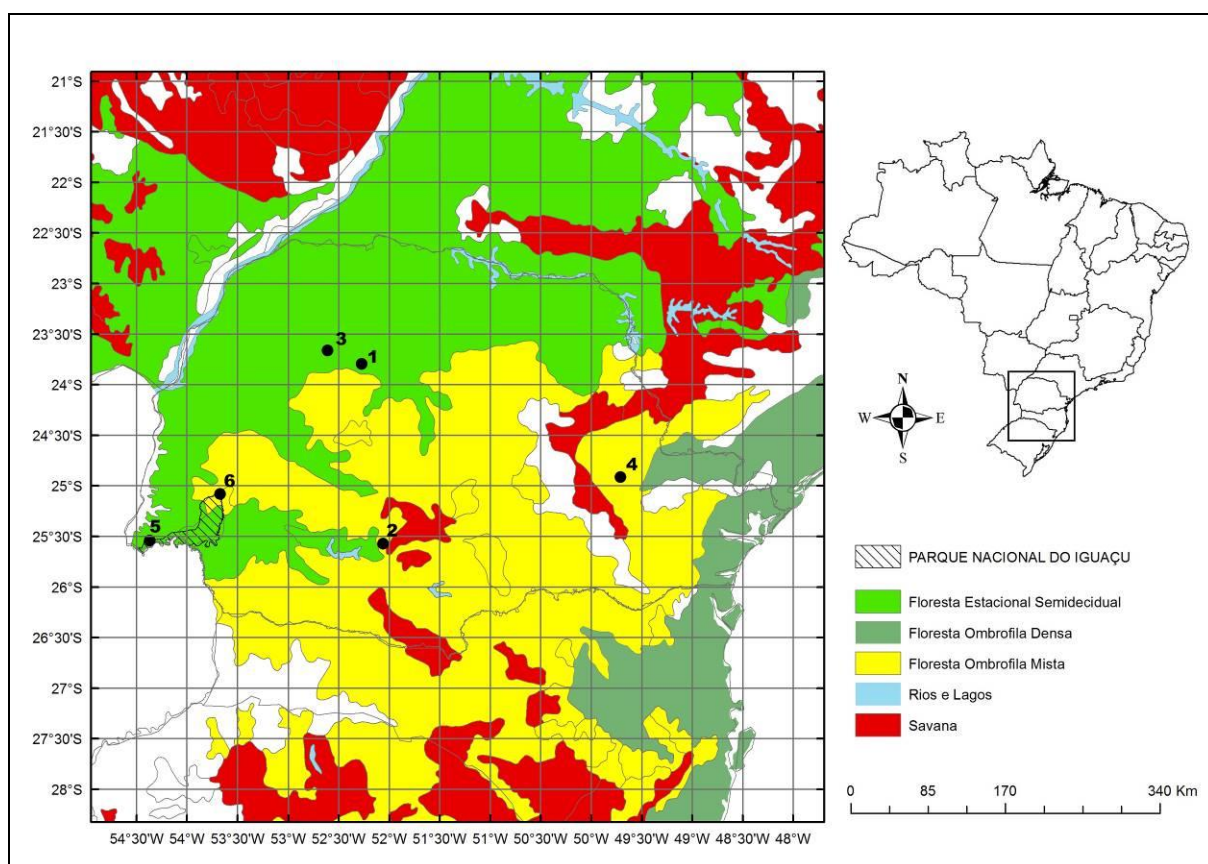 21°S
21°30'S
22°S
22°30'S
23°S
23°30'S
24°S
24°30'S
25°S
25°30'S
26°S
26°30'S
27°S
27°30'S
28°S
3
1
4
6
5
2
54°30'W 53°30'W 52°30'W 51°30'W 50°30'W 49°30'W 48°30'W
54°W 53°W 52°W 51°W 50°W 49°W 48°W
N
W E
S
PARQUE NACIONAL DO IGUAÇU
Floresta Estacional Semidecidual
Floresta Ombrofila Densa
Floresta Ombrofila Mista
Rios e Lagos
Savana
0 85 170 340 Km